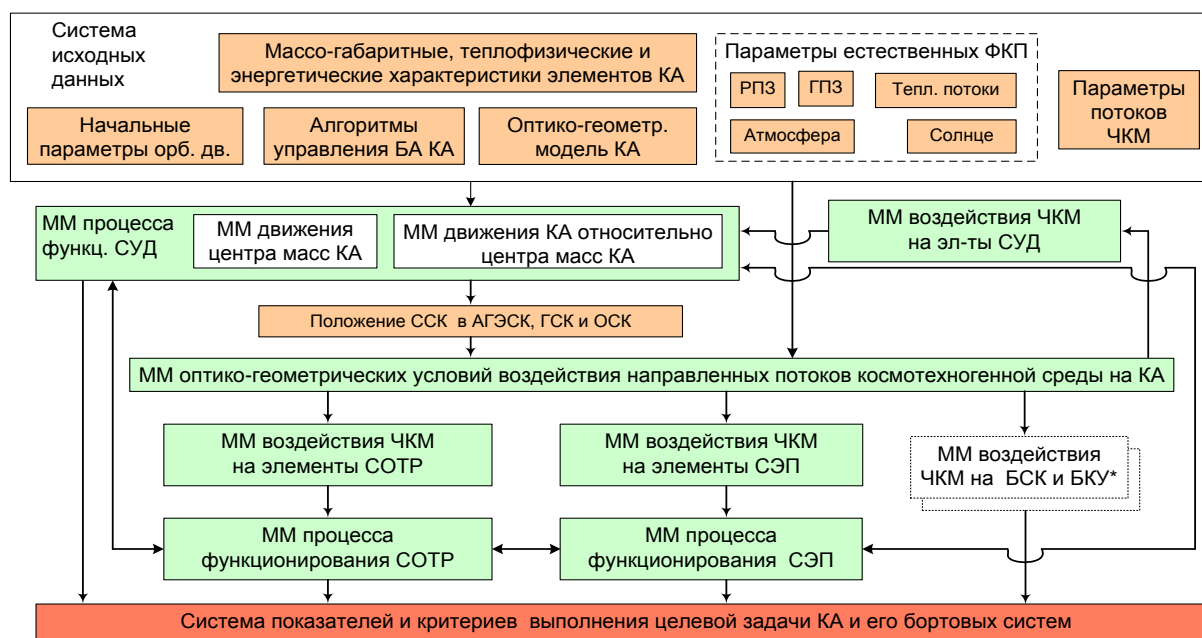 Система
исходных
данных
Массо-габаритные, теплофизические и
энергетические характеристики элементов КА
Начальные
параметры орб. дв.
Алгоритмы
управления БА КА
Оптико-геометр.
модель КА
Параметры естественных ФКП
РПЗ
ГПЗ
Тепл. потоки
Атмосфера
Солнце
Параметры
потоков
ЧКМ
ММ процесса
функц. СУД
ММ движения
центра масс КА
ММ движения КА относительно
центра масс КА
ММ воздействия ЧКМ
на эл-ты СУД
Положение ССК в АГЭСК, ГСК и ОСК
ММ оптико-геометрических условий воздействия направленных потоков космотехногенной среды на КА
ММ воздействия ЧКМ
на элементы СОТР
ММ воздействия ЧКМ
на элементы СЭП
ММ воздействия
ЧКМ на БСК и БКУ*
ММ процесса
функционирования СОТР
ММ процесса
функционирования СЭП
Система показателей и критериев выполнения целевой задачи КА и его бортовых систем